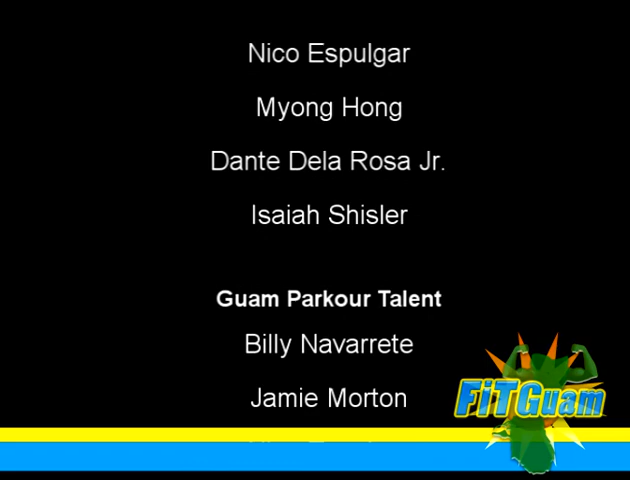 Nico Espulgar
Myong Hong
Dante Dela Rosa Jr.
Isaiah Shisler
Guam Parkour Talent
Billy Navarrete
Jamie Morton
FiTGuam